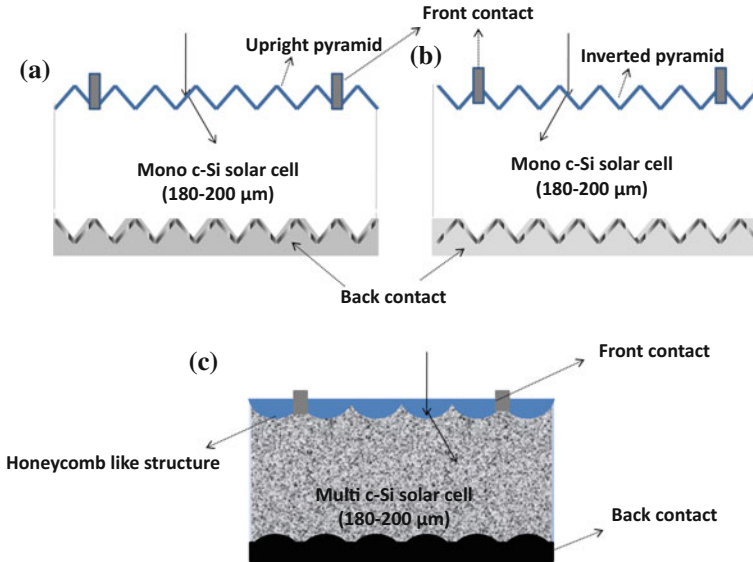 Front contact
(a)
Upright pyramid
(b)
Inverted pyramid
Mono c-Si solar cell
(180-200 µm)
Mono c-Si solar cell
(180-200 µm)
Back contact
(c)
Front contact
Honeycomb like structure
Multi c-Si solar cell
(180-200 µm)
Back contact